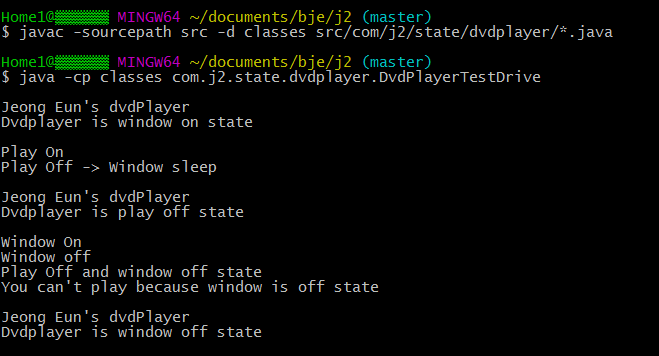 Home1@ MINGW64 ~/documents/bje/j2 (master)
$ javac -sourcepath src -d classes src/com/j2/state/dvdplayer/*.java
Home1@ MINGW64 ~/documents/bje/j2 (master)
$ java -cp classes com.j2.state.dvdplayer.DvdPlayerTestDrive
Jeong Eun's dvdPlayer
Dvdplayer is window on state
Play On
Play Off -> Window sleep
Jeong Eun's dvdPlayer
Dvdplayer is play off state
Window On
Window off
Play Off and window off state
You can't play because window is off state
Jeong Eun's dvdPlayer
Dvdplayer is window off state